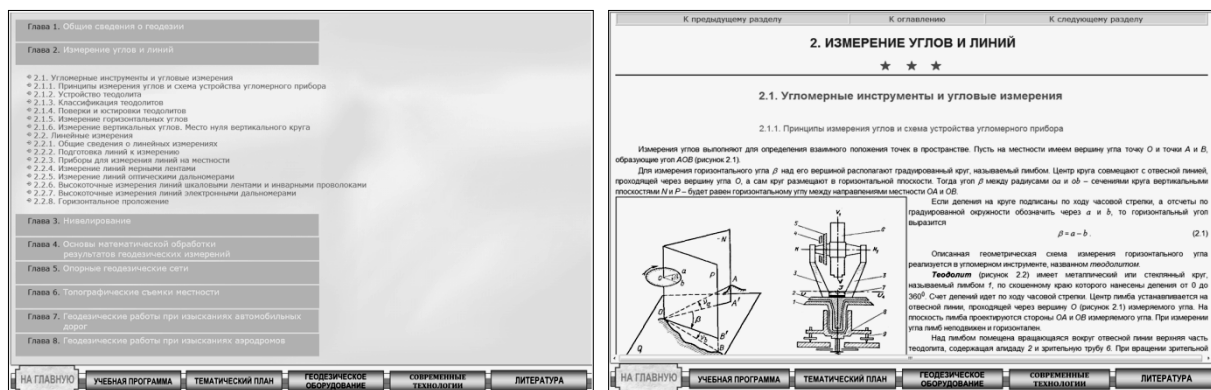 Глава 1. Общие сведения о геодезии
Глава 2. Измерение углов и линий
2.1. Угломерные инструменты и угловые измерения
2.1.1. Принципы измерения углов и схема устройства угломерного прибора
2.1.2. Устройство теодолита
2.1.3. Классификация теодолитов
2.1.4. Поверки и юстировки теодолитов
2.1.5. Измерение горизонтальных углов
2.1.6. Измерение вертикальных углов. Место нуля вертикального круга
2.2. Линейные измерения
2.2.1. Общие сведения о линейных измерениях
2.2.2. Подготовка линий к измерению
2.2.3. Приборы для измерения линий на местности
2.2.4. Измерение линий мерными лентами
2.2.5. Измерение линий оптическими дальномерами
2.2.6. Высокоточные измерения линий шкаловыми лентами и инварными проволоками
2.2.7. Высокоточные измерения линий электронными дальномерами
2.2.8. Горизонтальное проложение
Глава 3. Нивелирование
Глава 4. Основы математической обработки
результатов геодезических измерений
Глава 5. Опорные геодезические сети
Глава 6. Топографические съемки местности
Глава 7. Геодезические работы при изысканиях автомобильных
дорог
Глава 8. Геодезические работы при изысканиях аэродромов
НА ГЛАВНУЮ УЧЕБНАЯ ПРОГРАММА ТЕМАТИЧЕСКИЙ ПЛАН ГЕОДЕЗИЧЕСКОЕ ОБОРУДОВАНИЕ СОВРЕМЕННЫЕ ТЕХНОЛОГИИ ЛИТЕРАТУРА
К предыдущему разделу К оглавлению К следующему разделу
2. ИЗМЕРЕНИЕ УГЛОВ И ЛИНИЙ
2.1. Угломерные инструменты и угловые измерения
2.1.1. Принципы измерения углов и схема устройства угломерного прибора
Измерения углов выполняют для определения взаимного положения точек в пространстве. Пусть на местности имеем вершину угла точку O и точки A и B,
образующие угол AOB (рисунок 2.1).
Для измерения горизонтального угла β над его вершиной располагают градуированный круг, называемый лимбом. Центр круга совмещают с отвесной линией,
проходящей через вершину угла O, а сам круг размещают в горизонтальной плоскости. Тогда угол β между радиусами oa и ob – сечениями круга вертикальными
плоскостями N и P – будет равен горизонтальному углу между направлениями местности OA и OB.
Если деления на круге подписаны по ходу часовой стрелки, а отсчеты по
градуированной окружности обозначить через a и b, то горизонтальный угол
выразится
β = a – b . (2.1)
Описанная геометрическая схема измерения горизонтального угла
реализуется в угломерном инструменте, названном теодолитом.
Теодолит (рисунок 2.2) имеет металлический или стеклянный круг,
называемый лимбом 1, по скошенному краю которого нанесены деления от 0 до
360⁰. Счет делений идет по ходу часовой стрелки. Центр лимба устанавливается на
отвесной линии, проходящей через вершину O (рисунок 2.1) измеряемого угла. На
плоскость лимба проектируются стороны OA и OB измеряемого угла. При измерении
угла лимб неподвижен и горизонтален.
Над лимбом помещена вращающаяся вокруг отвесной линии верхняя часть
теодолита, содержащая алидаду 2 и зрительную трубу 6. При вращении зрительной
НА ГЛАВНУЮ УЧЕБНАЯ ПРОГРАММА ТЕМАТИЧЕСКИЙ ПЛАН ГЕОДЕЗИЧЕСКОЕ ОБОРУДОВАНИЕ СОВРЕМЕННЫЕ ТЕХНОЛОГИИ ЛИТЕРАТУРА